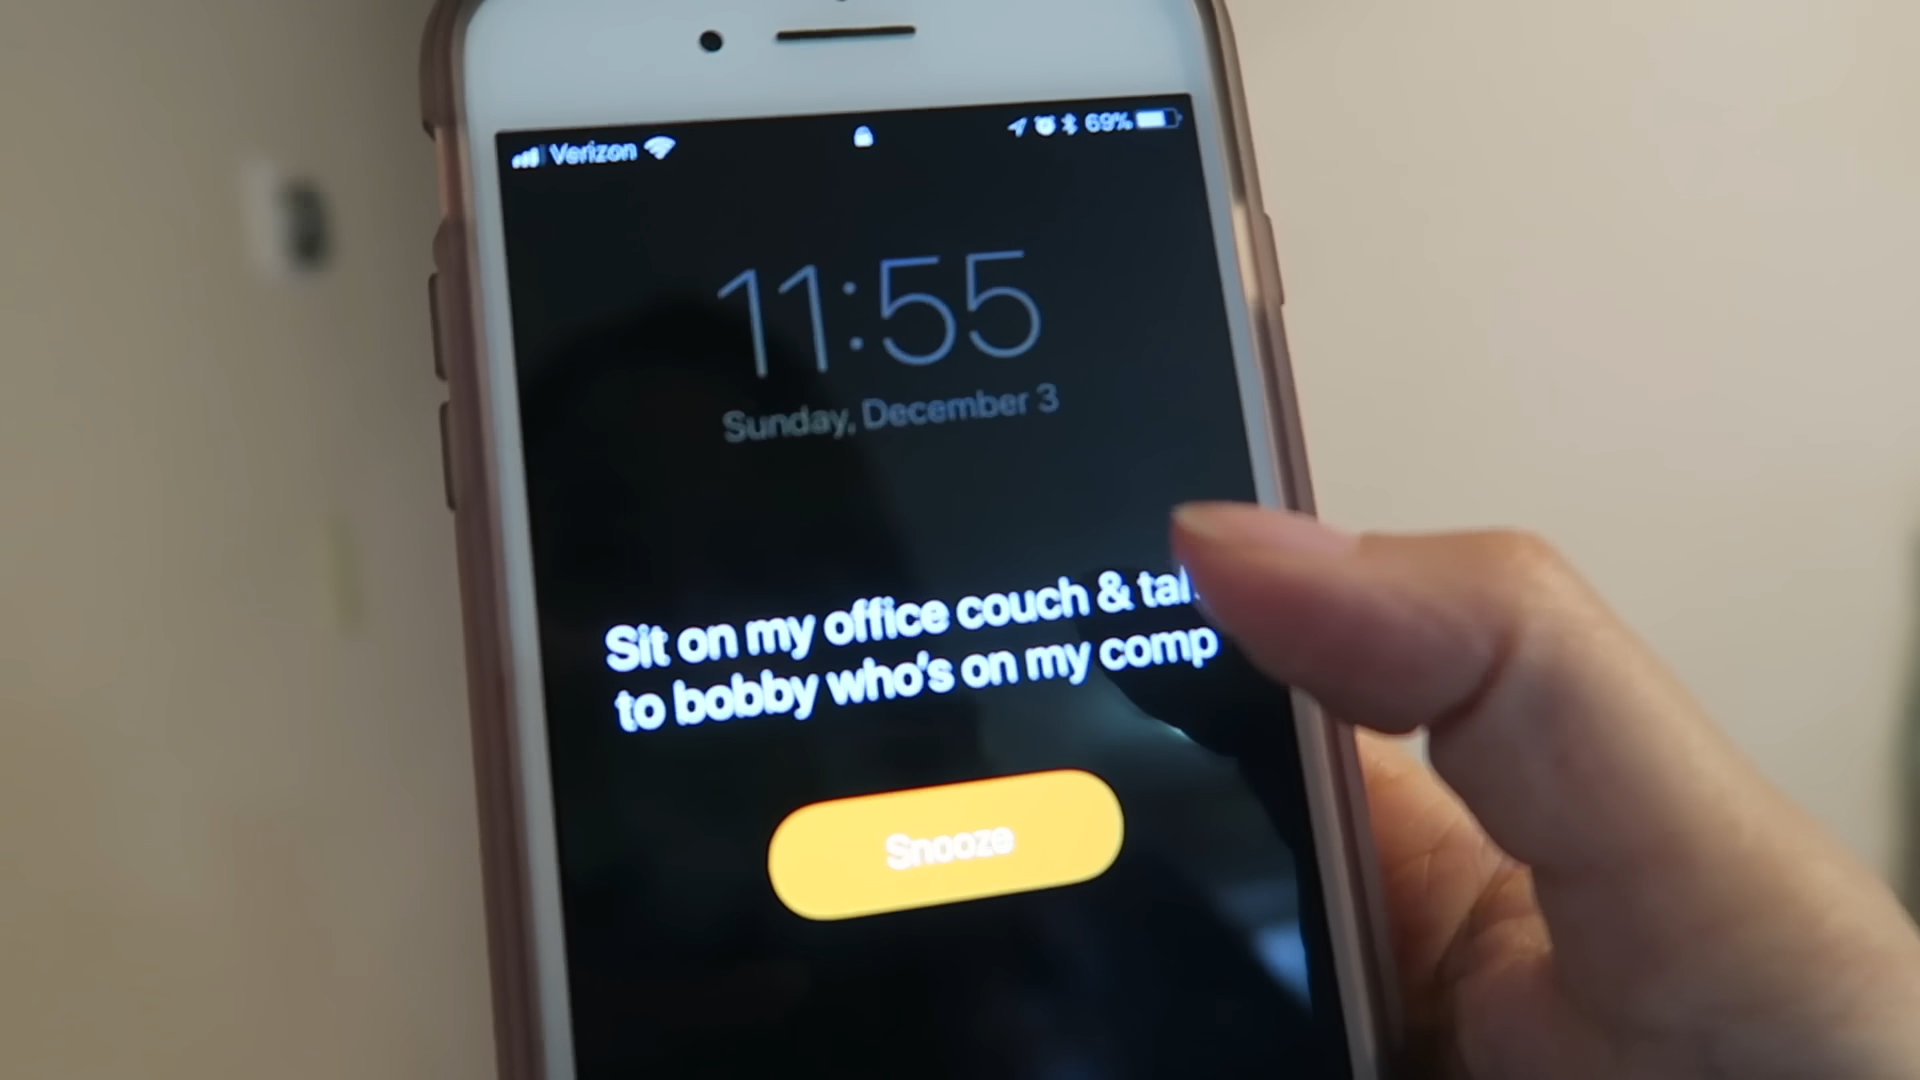 Verizon
69%
11:55
Sunday, December 3
Sit on my office couch & tal
to bobby who's on my comp
Snooze